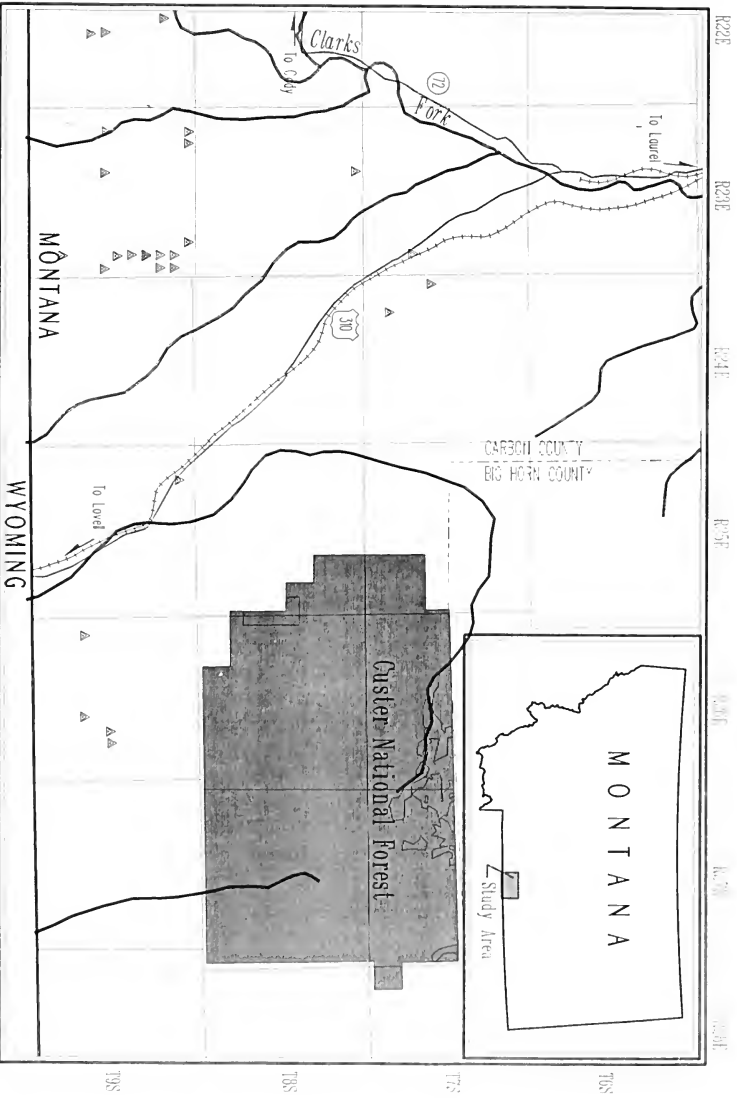 R22E
R23E
R24E
R25E
To Laurel
72
Clarks
Fork
To Cody
310
CARBON COUNTY
BIG HORN COUNTY
MONTANA
Study Area
Custer National Forest
To Lovell
MONTANA
WYOMING
T6S
T7S
T8S
T9S